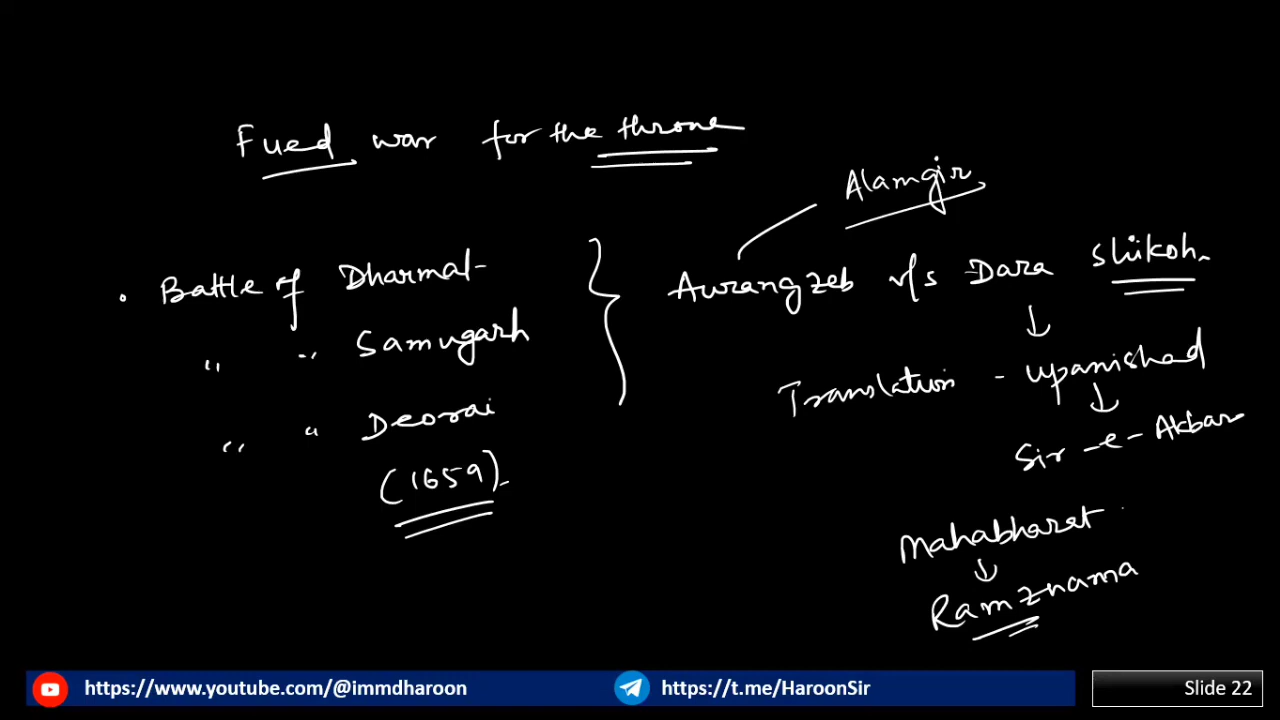 Fued war for the throne
Alamgir
• Battle of Dharmat
" " Samugarh
" " Deorai
(1659)
Aurangzeb v/s Dara Shikoh.
↓
Translation - Upanishad
↓
Sir-e-Akbar
Mahabharat
↓
Ramznama
https://www.youtube.com/@immdharoon
https://t.me/HaroonSir
Slide 22